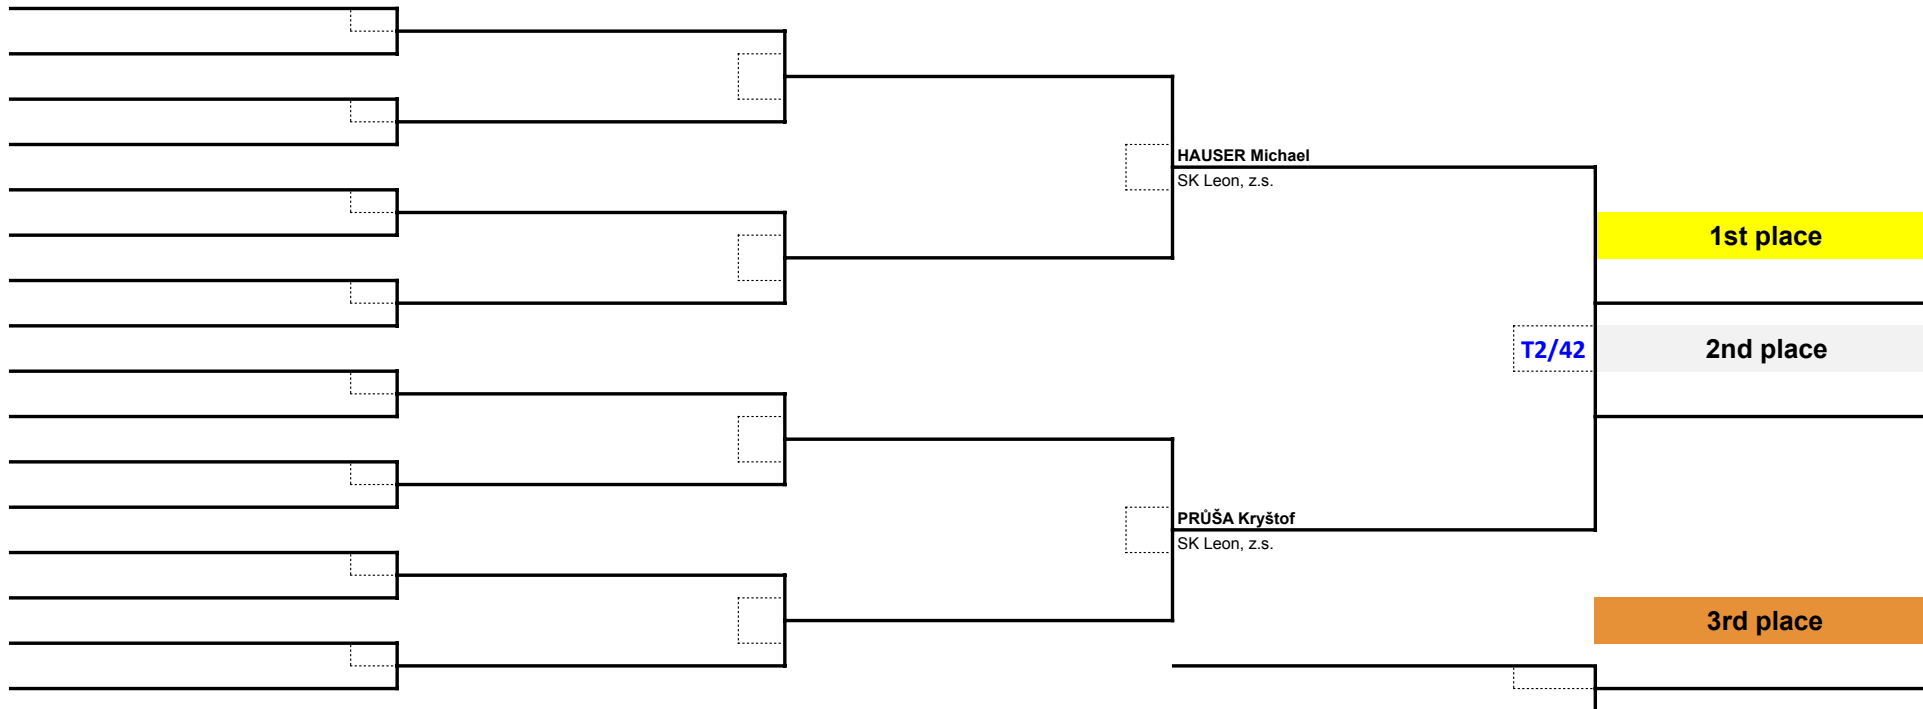 HAUSER Michael
SK Leon, z.s.
1st place
T2/42
2nd place
PRŮŠA Kryštof
SK Leon, z.s.
3rd place